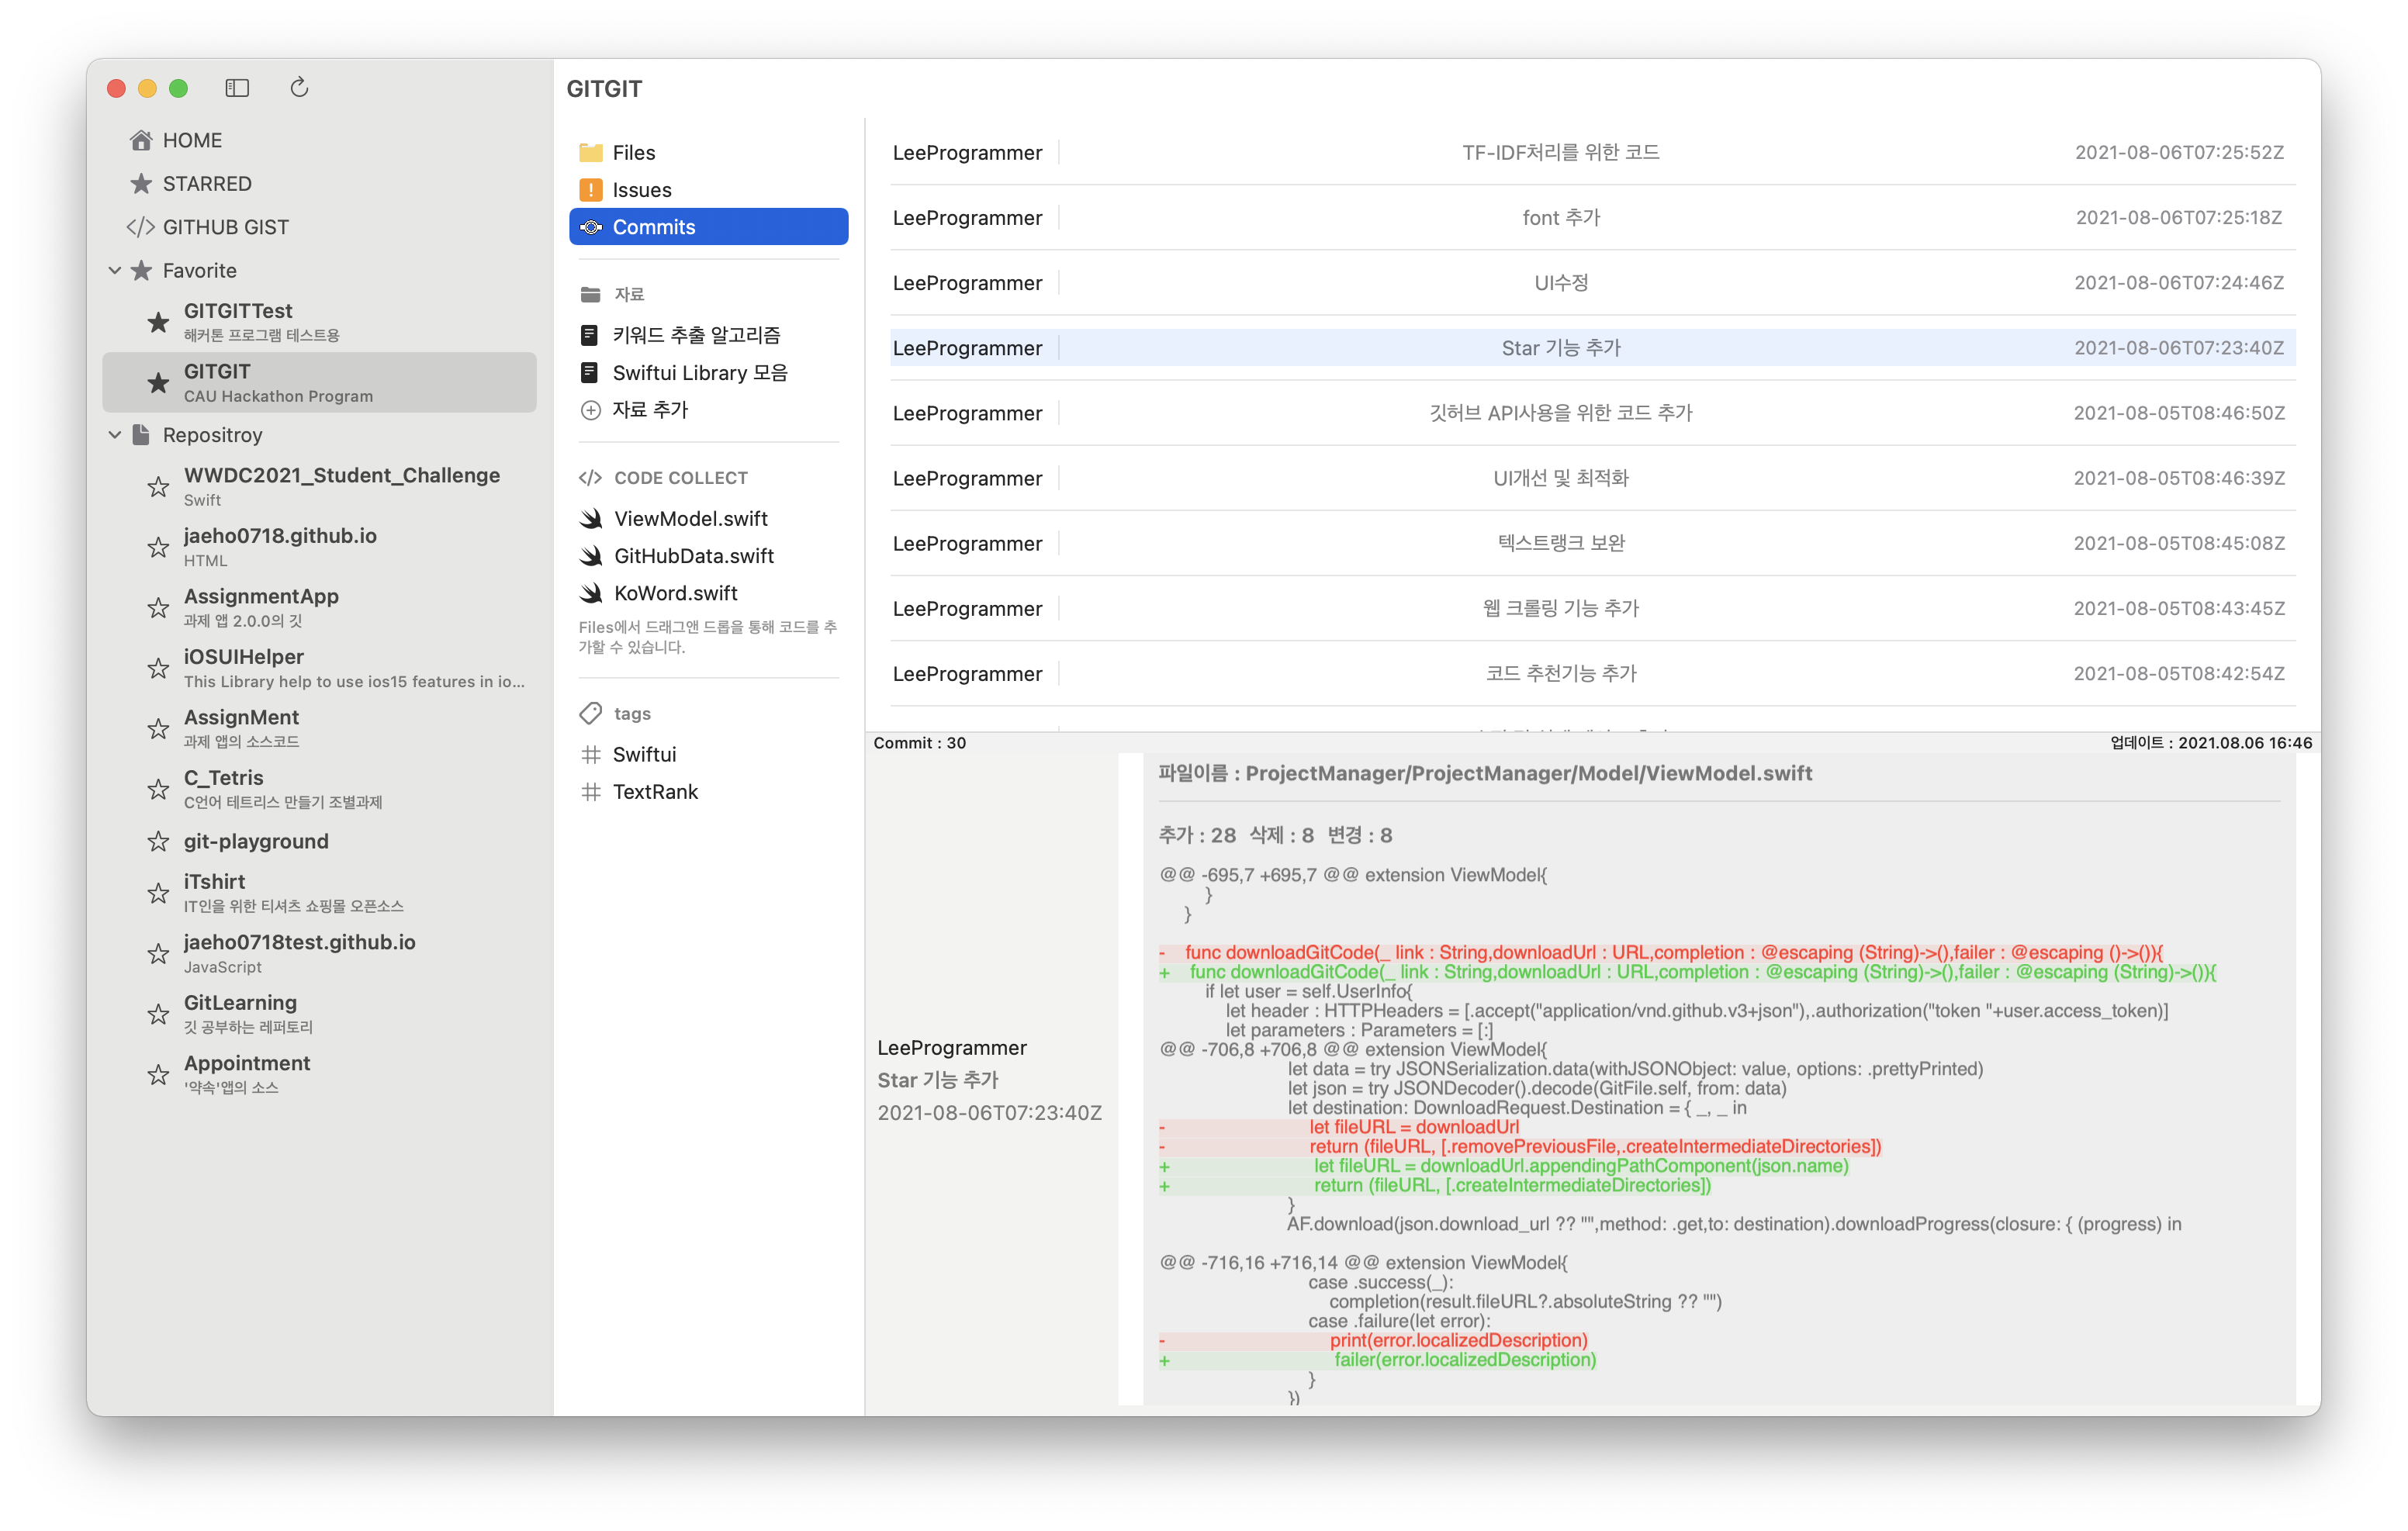 GITGIT
HOME
STARRED
GITHUB GIST
Favorite
GITGITTest
해커톤 프로그램 테스트용
GITGIT
CAU Hackathon Program
Repositroy
WWDC2021_Student_Challenge
Swift
jaeho0718.github.io
HTML
AssignmentApp
과제 앱 2.0.0의 깃
iOSUIHelper
This Library help to use ios15 features in io...
AssignMent
과제 앱의 소스코드
C_Tetris
C언어 테트리스 만들기 조별과제
git-playground
iTshirt
IT인을 위한 티셔츠 쇼핑몰 오픈소스
jaeho0718test.github.io
JavaScript
GitLearning
깃 공부하는 레퍼토리
Appointment
'약속'앱의 소스
Files
Issues
Commits
자료
키워드 추출 알고리즘
Swiftui Library 모음
자료 추가
CODE COLLECT
ViewModel.swift
GitHubData.swift
KoWord.swift
Files에서 드래그앤 드롭을 통해 코드를 추
가할 수 있습니다.
tags
Swiftui
TextRank
LeeProgrammer TF-IDF처리를 위한 코드 2021-08-06T07:25:52Z
LeeProgrammer font 추가 2021-08-06T07:25:18Z
LeeProgrammer UI수정 2021-08-06T07:24:46Z
LeeProgrammer Star 기능 추가 2021-08-06T07:23:40Z
LeeProgrammer 깃허브 API사용을 위한 코드 추가 2021-08-05T08:46:50Z
LeeProgrammer UI개선 및 최적화 2021-08-05T08:46:39Z
LeeProgrammer 텍스트랭크 보완 2021-08-05T08:45:08Z
LeeProgrammer 웹 크롤링 기능 추가 2021-08-05T08:43:45Z
LeeProgrammer 코드 추천기능 추가 2021-08-05T08:42:54Z
Commit : 30 업데이트 : 2021.08.06 16:46
LeeProgrammer
Star 기능 추가
2021-08-06T07:23:40Z
파일이름 : ProjectManager/ProjectManager/Model/ViewModel.swift
추가 : 28 삭제 : 8 변경 : 8
@@ -695,7 +695,7 @@ extension ViewModel{
}
}
- func downloadGitCode(_ link : String,downloadUrl : URL,completion : @escaping (String)->(),failer : @escaping ()->()){
+ func downloadGitCode(_ link : String,downloadUrl : URL,completion : @escaping (String)->(),failer : @escaping (String)->()){
if let user = self.UserInfo{
let header : HTTPHeaders = [.accept("application/vnd.github.v3+json"),.authorization("token "+user.access_token)]
let parameters : Parameters = [:]
@@ -706,8 +706,8 @@ extension ViewModel{
let data = try JSONSerialization.data(withJSONObject: value, options: .prettyPrinted)
let json = try JSONDecoder().decode(GitFile.self, from: data)
let destination: DownloadRequest.Destination = { _, _ in
- let fileURL = downloadUrl
- return (fileURL, [.removePreviousFile,.createIntermediateDirectories])
+ let fileURL = downloadUrl.appendingPathComponent(json.name)
+ return (fileURL, [.createIntermediateDirectories])
}
AF.download(json.download_url ?? "",method: .get,to: destination).downloadProgress(closure: { (progress) in
@@ -716,16 +716,14 @@ extension ViewModel{
case .success(_):
completion(result.fileURL?.absoluteString ?? "")
case .failure(let error):
- print(error.localizedDescription)
+ failer(error.localizedDescription)
}
})